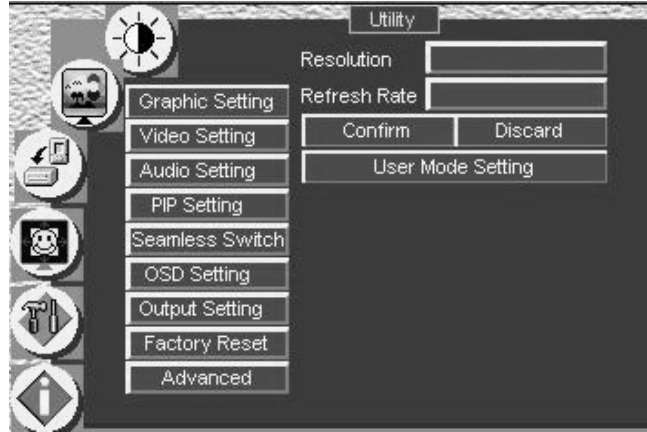 Utility
Resolution
Refresh Rate
Confirm Discard
User Mode Setting
Graphic Setting
Video Setting
Audio Setting
PIP Setting
Seamless Switch
OSD Setting
Output Setting
Factory Reset
Advanced